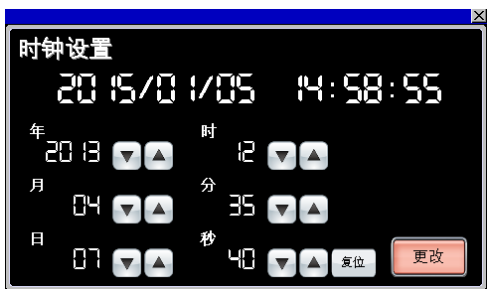 时钟设置
2015/01/05 14:58:55
年 时
2013 12
月 分
04 35
日 秒
07 40 复位 更改